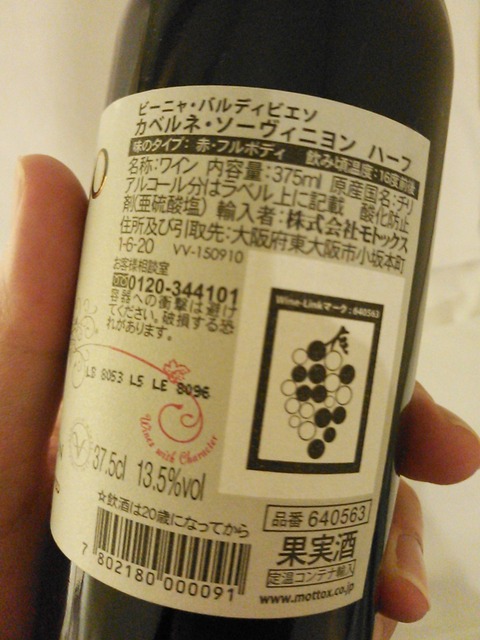 ビーニャ・バルディビエソ
カベルネ・ソーヴィニヨン ハーフ
味のタイプ：赤・フルボディ 飲み頃温度：16度前後
名称：ワイン 内容量：375ml 原産国名：チリ
アルコール分はラベル上に記載 酸化防止
剤(亜硫酸塩) 輸入者：株式会社モトックス
住所及び引取先：大阪府東大阪市小坂本町
1-6-20 VV-150910
お客様相談室
0120-344101
容器への衝撃は避け
てください。破損する恐
れがあります。
Wine-Linkマーク：640563
LB 8053 L5 LE 8096
Wines with Character
V
37.5cl 13.5%vol
☆飲酒は20歳になってから
7 802180 000091
品番 640563
果実酒
定温コンテナ輸入
www.mottox.co.jp